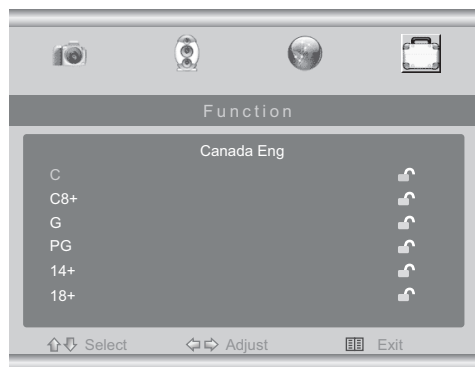 Function
Canada Eng
C
C8+
G
PG
14+
18+
Select Adjust Exit